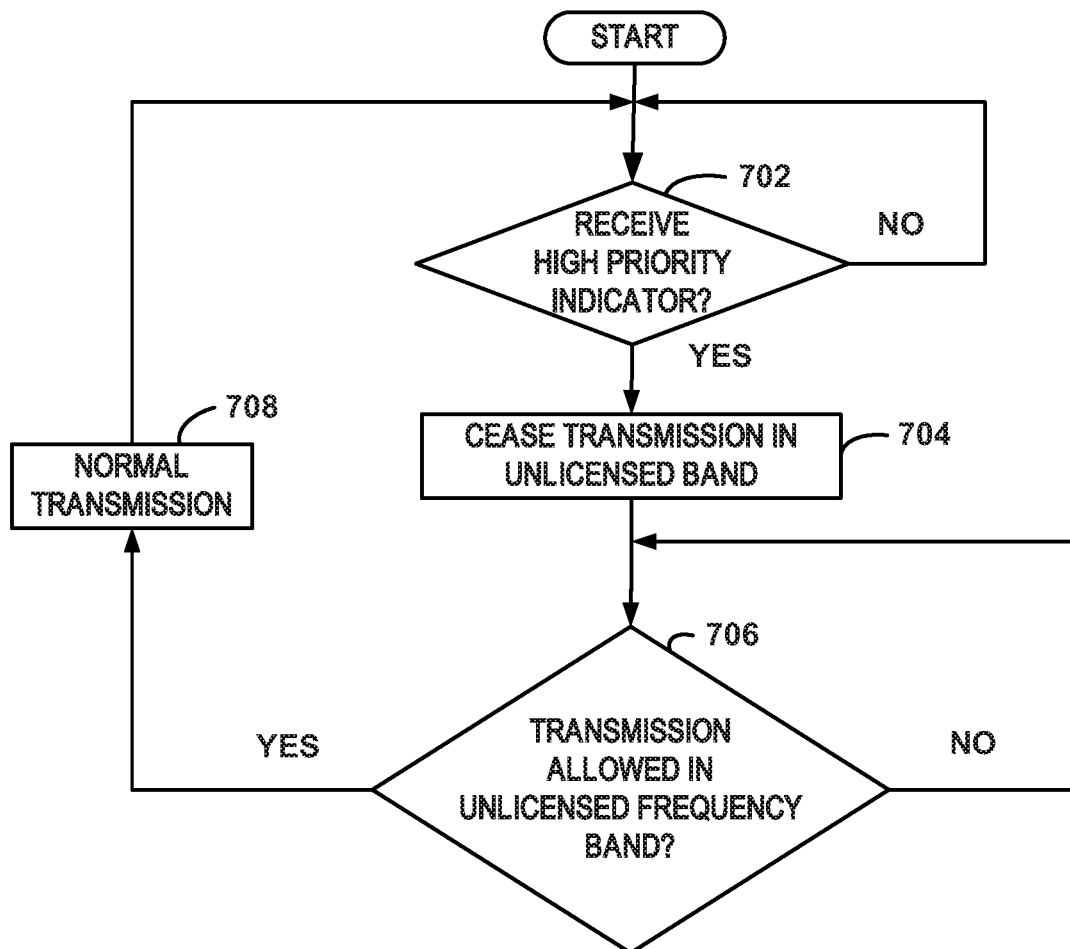 START
702
RECEIVE
HIGH PRIORITY
INDICATOR?
NO
YES
708
CEASE TRANSMISSION IN
UNLICENSED BAND
704
NORMAL
TRANSMISSION
706
TRANSMISSION
ALLOWED IN
UNLICENSED FREQUENCY
BAND?
YES
NO